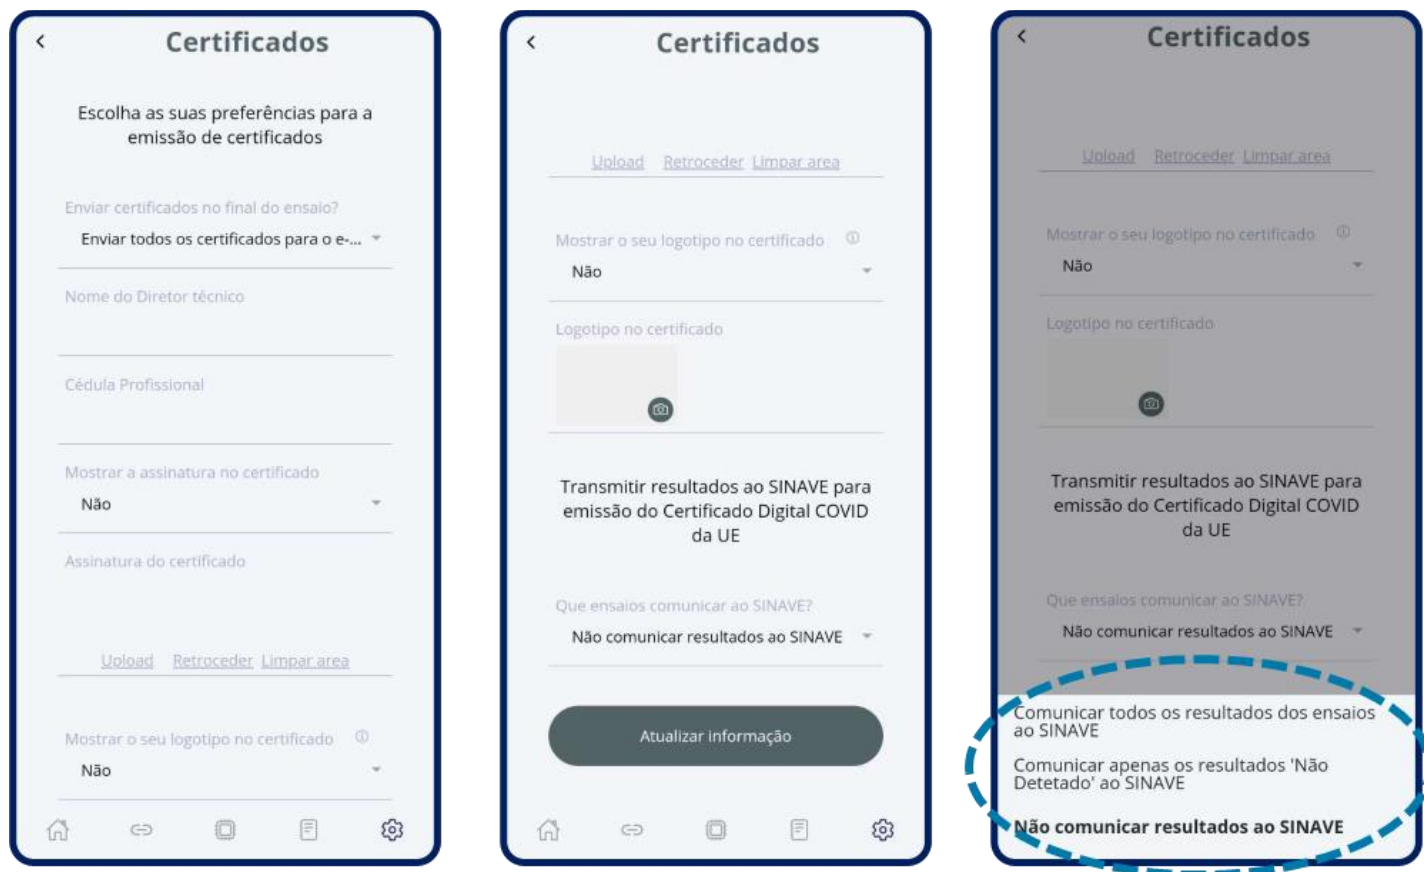 Certificados
Escolha as suas preferências para a
emissão de certificados
Enviar certificados no final do ensaio?
Enviar todos os certificados para o e-...
Nome do Diretor técnico
Cédula Profissional
Mostrar a assinatura no certificado
Não
Assinatura do certificado
Upload Retroceder Limpar area
Mostrar o seu logotipo no certificado
Não
Certificados
Upload Retroceder Limpar area
Mostrar o seu logotipo no certificado
Não
Logotipo no certificado
Transmitir resultados ao SINAVE para
emissão do Certificado Digital COVID
da UE
Que ensaios comunicar ao SINAVE?
Não comunicar resultados ao SINAVE
Atualizar informação
Certificados
Upload Retroceder Limpar area
Mostrar o seu logotipo no certificado
Não
Logotipo no certificado
Transmitir resultados ao SINAVE para
emissão do Certificado Digital COVID
da UE
Que ensaios comunicar ao SINAVE?
Não comunicar resultados ao SINAVE
Comunicar todos os resultados dos ensaios
ao SINAVE
Comunicar apenas os resultados 'Não
Detetado' ao SINAVE
Não comunicar resultados ao SINAVE